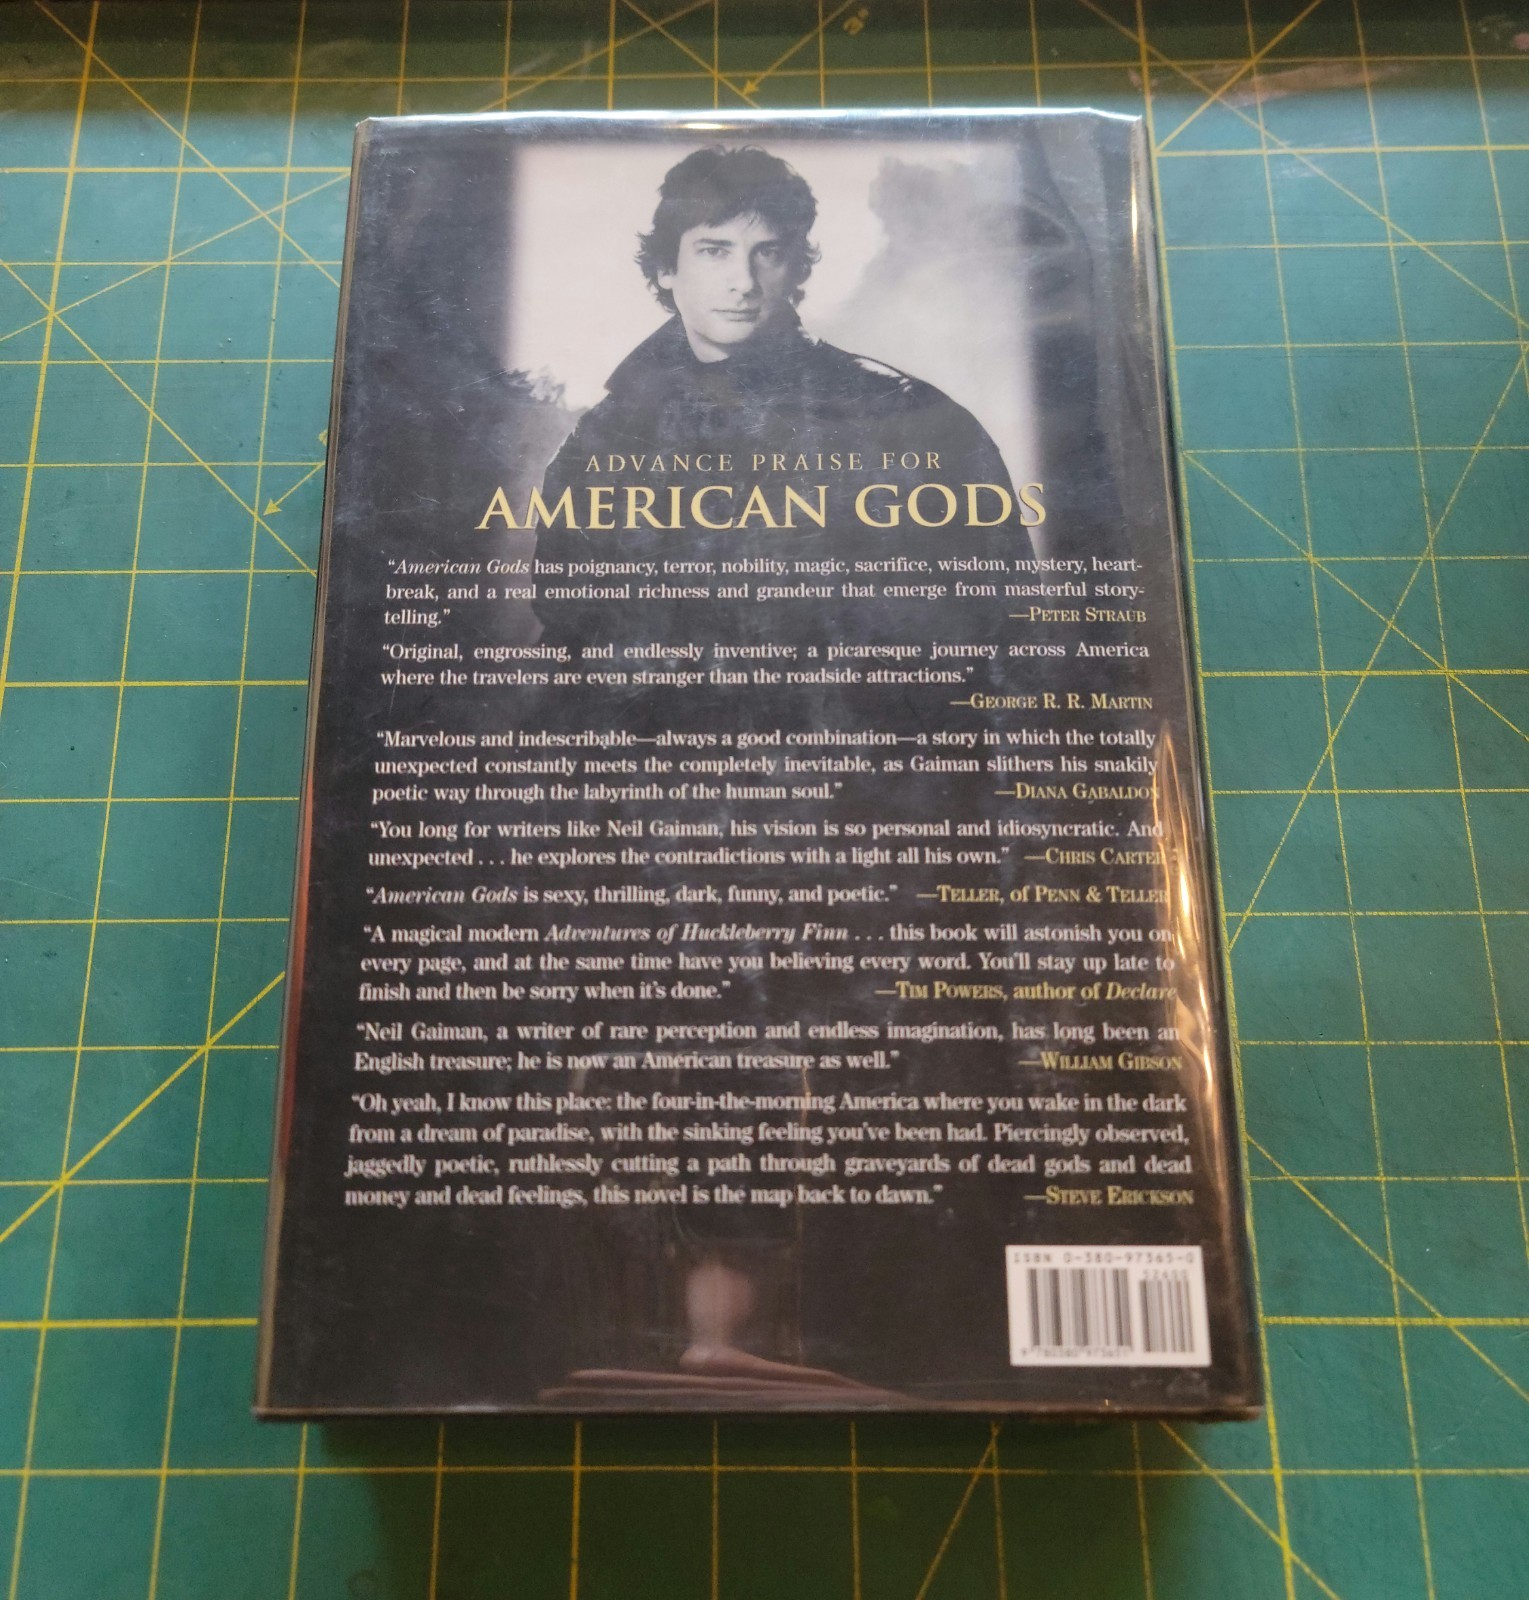 ADVANCE PRAISE FOR
AMERICAN GODS
“American Gods has poignancy, terror, nobility, magic, sacrifice, wisdom, mystery, heart-
break, and a real emotional richness and grandeur that emerge from masterful story-
telling.” —PETER STRAUB
“Original, engrossing, and endlessly inventive; a picaresque journey across America
where the travelers are even stranger than the roadside attractions.”
—GEORGE R. R. MARTIN
“Marvelous and indescribable—always a good combination—a story in which the totally
unexpected constantly meets the completely inevitable, as Gaiman slithers his snakily
poetic way through the labyrinth of the human soul.” —DIANA GABALDON
“You long for writers like Neil Gaiman, his vision is so personal and idiosyncratic. And
unexpected . . . he explores the contradictions with a light all his own.” —CHRIS CARTER
“American Gods is sexy, thrilling, dark, funny, and poetic.” —TELLER, of PENN & TELLER
“A magical modern Adventures of Huckleberry Finn . . . this book will astonish you on
every page, and at the same time have you believing every word. You’ll stay up late to
finish and then be sorry when it’s done.” —TIM POWERS, author of Declare
“Neil Gaiman, a writer of rare perception and endless imagination, has long been an
English treasure; he is now an American treasure as well.” —WILLIAM GIBSON
“Oh yeah, I know this place: the four-in-the-morning America where you wake in the dark
from a dream of paradise, with the sinking feeling you’ve been had. Piercingly observed,
jaggedly poetic, ruthlessly cutting a path through graveyards of dead gods and dead
money and dead feelings, this novel is the map back to dawn.” —STEVE ERICKSON
ISBN 0-380-97365-0
9 780380 973651
3"